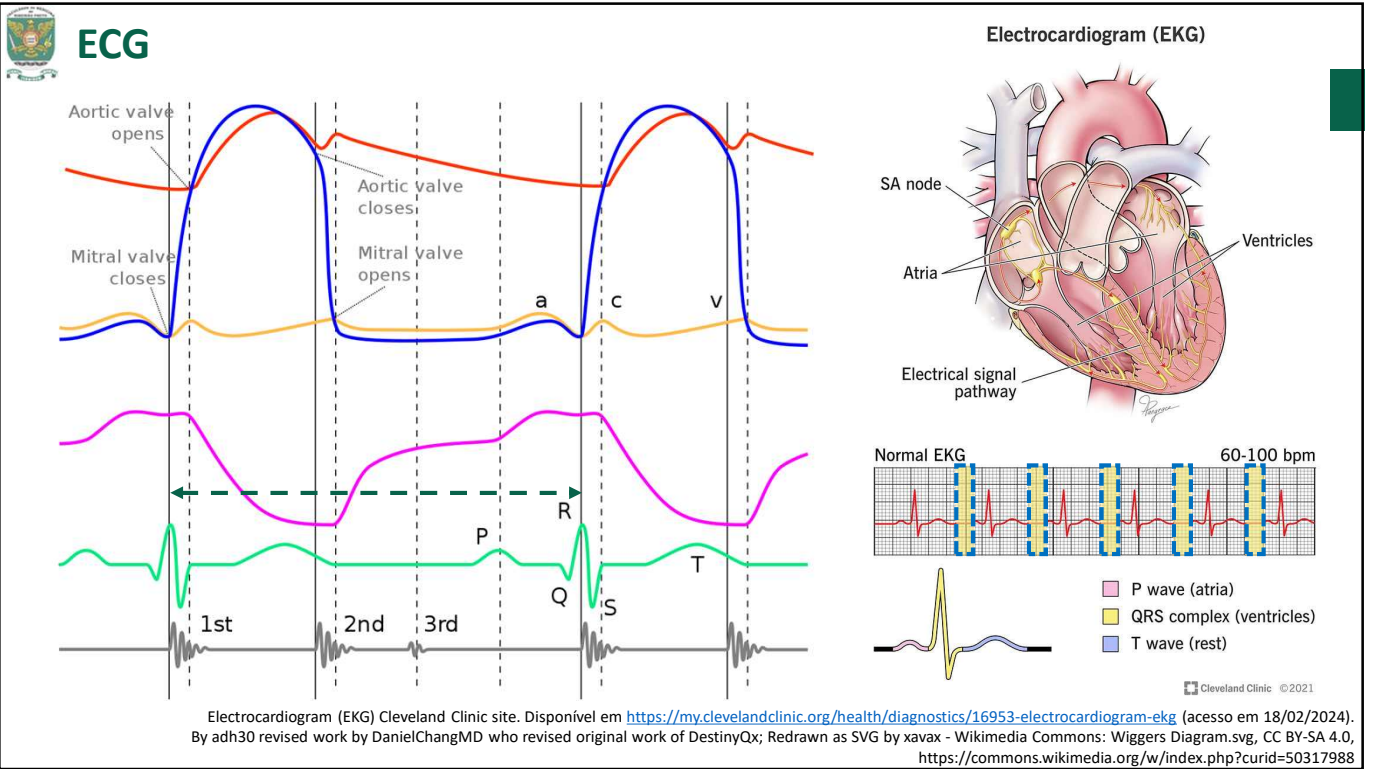 ECG
Aortic valve
opens
Aortic valve
closes
Mitral valve
closes
Mitral valve
opens
a
c
v
R
P
T
Q
S
1st
2nd
3rd
Electrocardiogram (EKG)
SA node
Atria
Ventricles
Electrical signal
pathway
Normal EKG
60-100 bpm
P wave (atria)
QRS complex (ventricles)
T wave (rest)
Cleveland Clinic ©2021
Electrocardiogram (EKG) Cleveland Clinic site. Disponível em https://my.clevelandclinic.org/health/diagnostics/16953-electrocardiogram-ekg (acesso em 18/02/2024).
By adh30 revised work by DanielChangMD who revised original work of DestinyQx; Redrawn as SVG by xavax - Wikimedia Commons: Wiggers Diagram.svg, CC BY-SA 4.0,
https://commons.wikimedia.org/w/index.php?curid=50317988